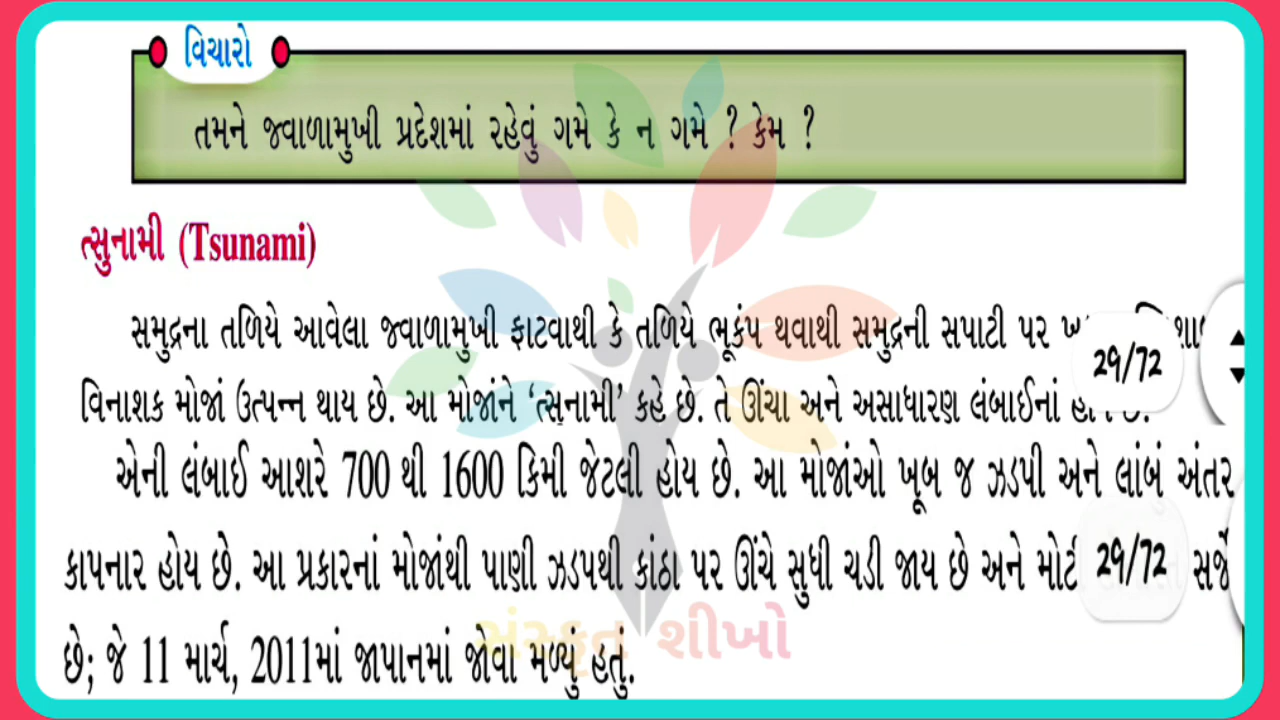 વિચારો
તમને જ્વાળામુખી પ્રદેશમાં રહેવું ગમે કે ન ગમે ? કેમ ?
ત્સુનામી (Tsunami)
સમુદ્રના તળિયે આવેલા જ્વાળામુખી ફાટવાથી કે તળિયે ભૂકંપ થવાથી સમુદ્રની સપાટી પર
29/72
વિનાશક મોજાં ઉત્પન્ન થાય છે. આ મોજાંને ‘ત્સુનામી’ કહે છે. તે ઊંચા અને અસાધારણ લંબાઈનાં
એની લંબાઈ આશરે 700 થી 1600 કિમી જેટલી હોય છે. આ મોજાંઓ ખૂબ જ ઝડપી અને લાંબં અંતર
કાપનાર હોય છે. આ પ્રકારનાં મોજાંથી પાણી ઝડપથી કાંઠા પર ઊંચે સુધી ચડી જાય છે અને 29/72 સર્જે
છે; જે 11 માર્ચ, 2011માં જાપાનમાં જોવા મળ્યું હતું.
સંસ્કૃત શીખો